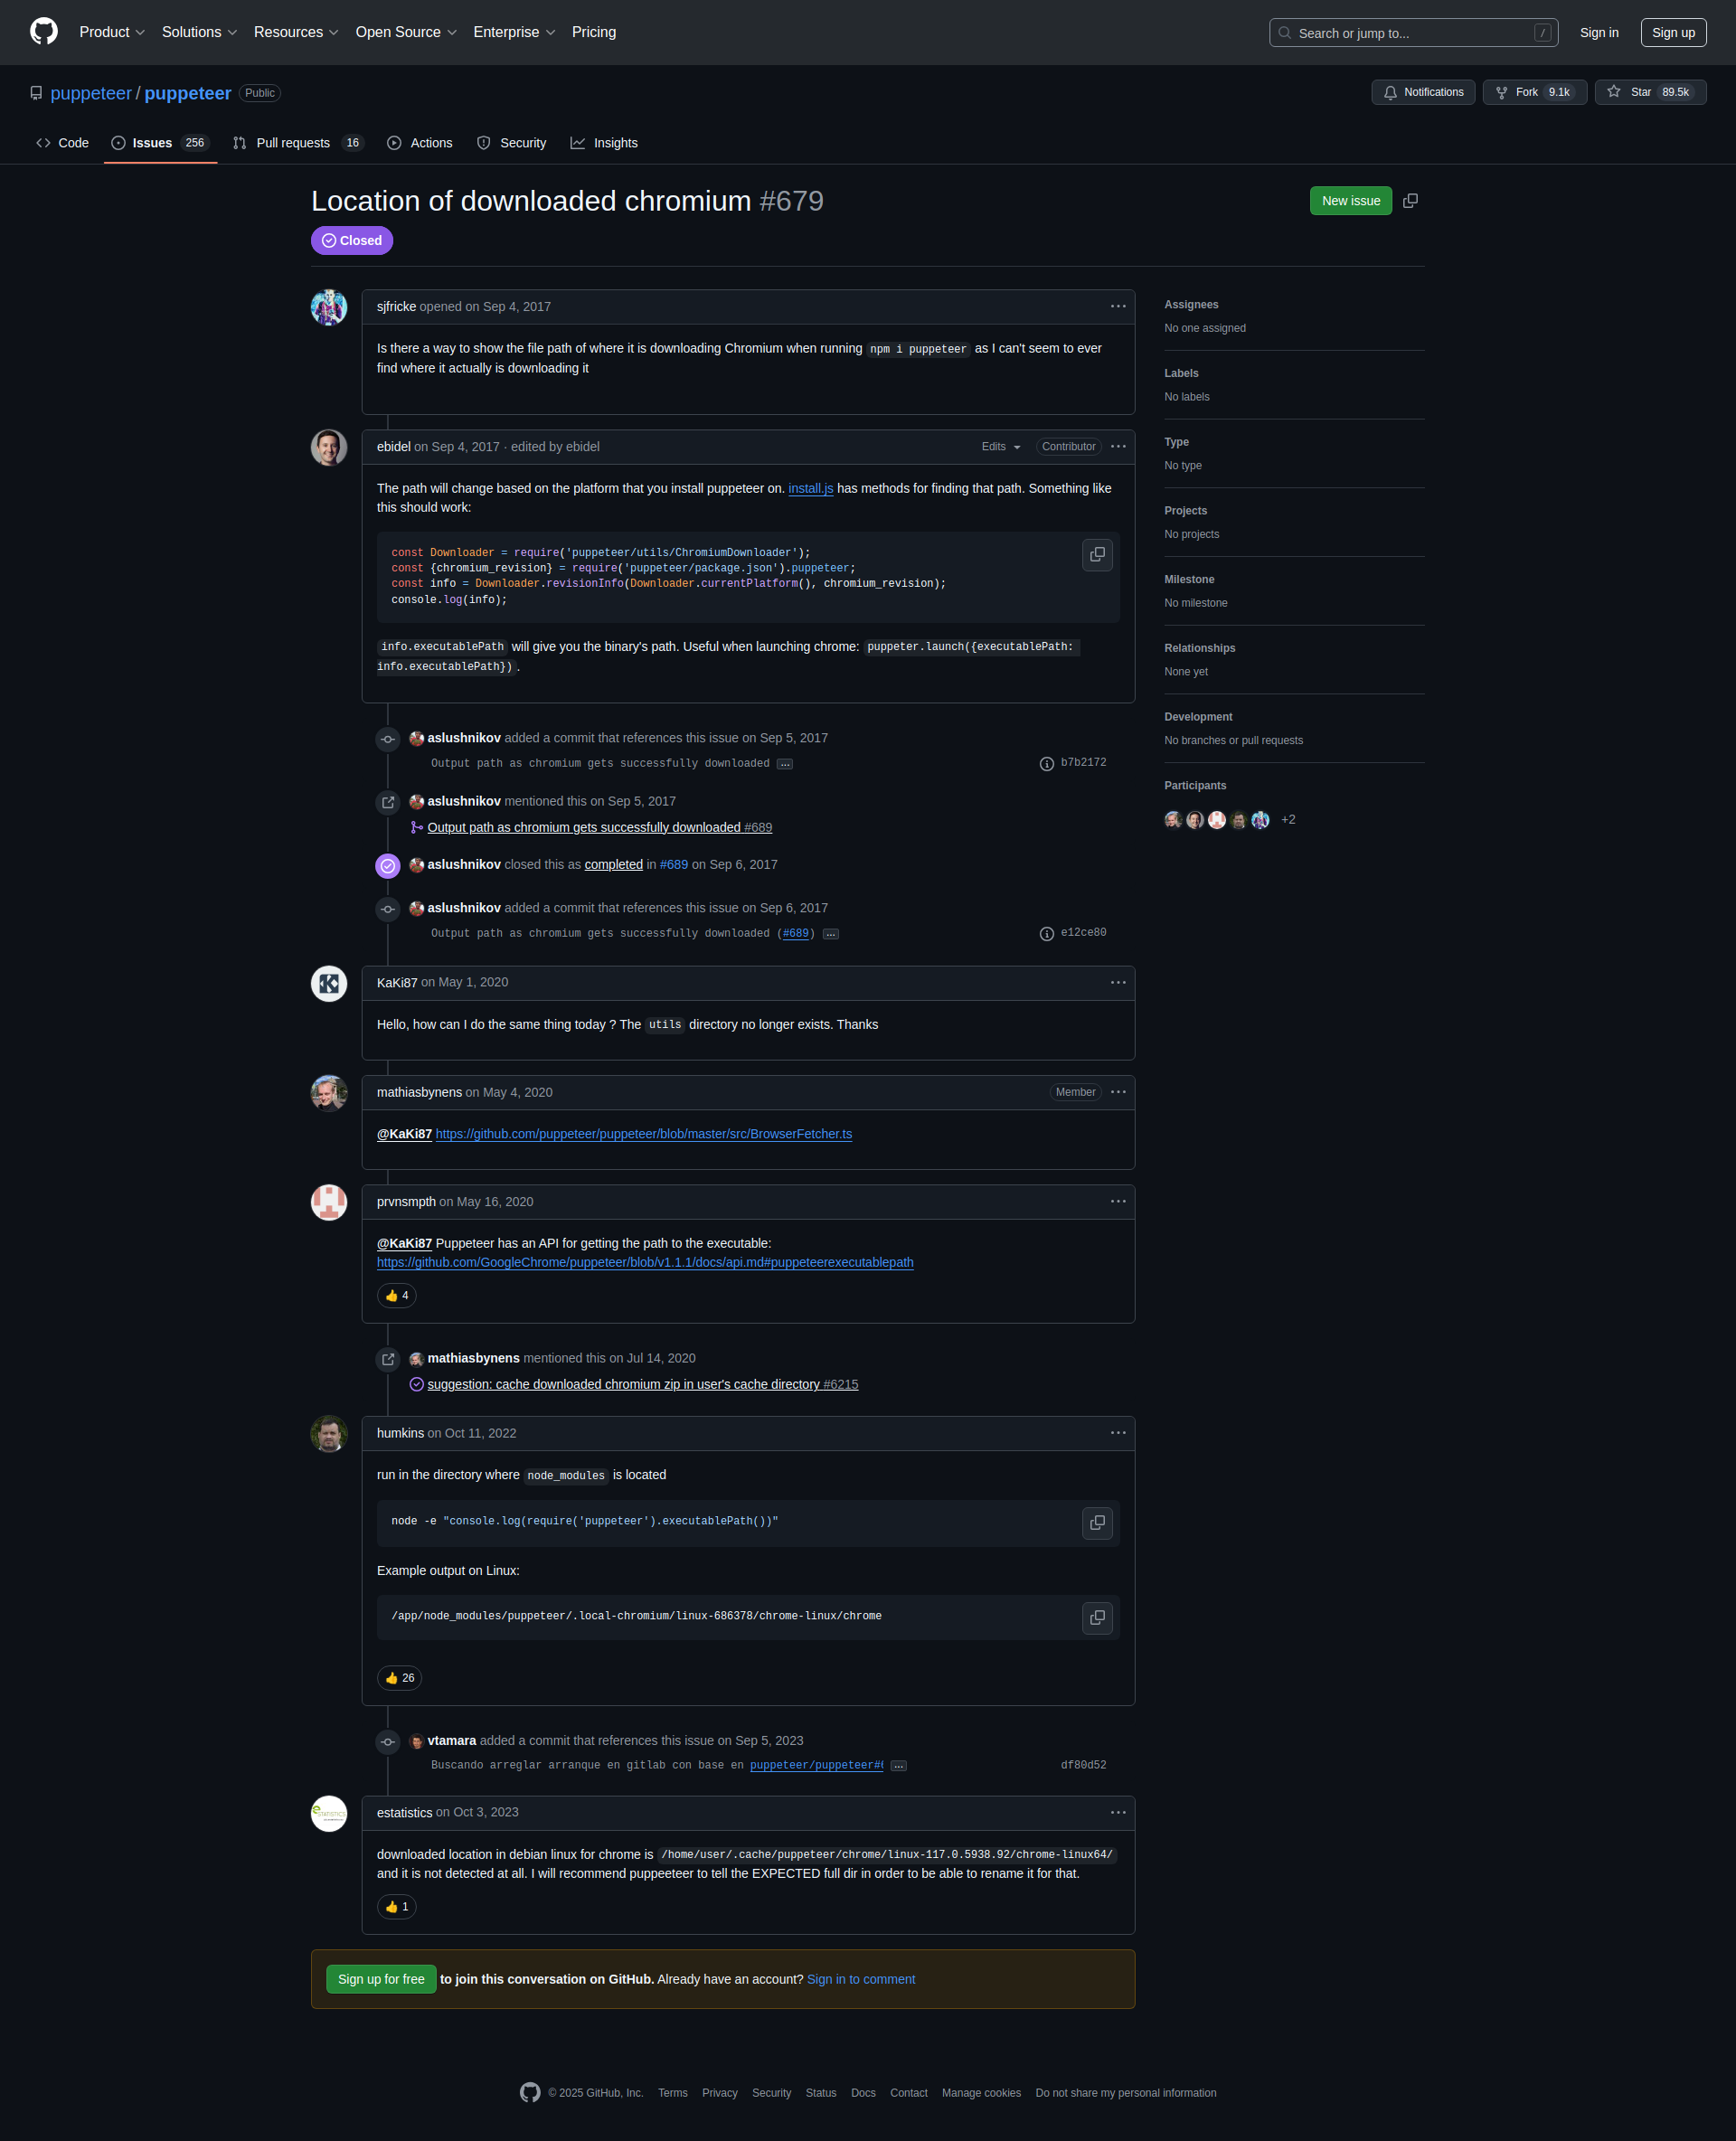 Product Solutions Resources Open Source Enterprise Pricing Search or jump to... / Sign in Sign up
puppeteer / puppeteer Public Notifications Fork 9.1k Star 89.5k
Code Issues 256 Pull requests 16 Actions Security Insights
Location of downloaded chromium #679 New issue
Closed
sjfricke opened on Sep 4, 2017
Is there a way to show the file path of where it is downloading Chromium when running npm i puppeteer as I can't seem to ever
find where it actually is downloading it
ebidel on Sep 4, 2017 · edited by ebidel Edits Contributor
The path will change based on the platform that you install puppeteer on. install.js has methods for finding that path. Something like
this should work:
const Downloader = require('puppeteer/utils/ChromiumDownloader');
const {chromium_revision} = require('puppeteer/package.json').puppeteer;
const info = Downloader.revisionInfo(Downloader.currentPlatform(), chromium_revision);
console.log(info);
info.executablePath will give you the binary's path. Useful when launching chrome: puppeter.launch({executablePath:
info.executablePath}) .
aslushnikov added a commit that references this issue on Sep 5, 2017
Output path as chromium gets successfully downloaded … b7b2172
aslushnikov mentioned this on Sep 5, 2017
Output path as chromium gets successfully downloaded #689
aslushnikov closed this as completed in #689 on Sep 6, 2017
aslushnikov added a commit that references this issue on Sep 6, 2017
Output path as chromium gets successfully downloaded (#689) … e12ce80
KaKi87 on May 1, 2020
Hello, how can I do the same thing today ? The utils directory no longer exists. Thanks
mathiasbynens on May 4, 2020 Member
@KaKi87 https://github.com/puppeteer/puppeteer/blob/master/src/BrowserFetcher.ts
prvnsmpth on May 16, 2020
@KaKi87 Puppeteer has an API for getting the path to the executable:
https://github.com/GoogleChrome/puppeteer/blob/v1.1.1/docs/api.md#puppeteerexecutablepath
👍 4
mathiasbynens mentioned this on Jul 14, 2020
suggestion: cache downloaded chromium zip in user's cache directory #6215
humkins on Oct 11, 2022
run in the directory where node_modules is located
node -e "console.log(require('puppeteer').executablePath())"
Example output on Linux:
/app/node_modules/puppeteer/.local-chromium/linux-686378/chrome-linux/chrome
👍 26
vtamara added a commit that references this issue on Sep 5, 2023
Buscando arreglar arranque en gitlab con base en puppeteer/puppeteer# … df80d52
estatistics on Oct 3, 2023
downloaded location in debian linux for chrome is /home/user/.cache/puppeteer/chrome/linux-117.0.5938.92/chrome-linux64/
and it is not detected at all. I will recommend puppeeteer to tell the EXPECTED full dir in order to be able to rename it for that.
👍 1
Sign up for free to join this conversation on GitHub. Already have an account? Sign in to comment
Assignees
No one assigned
Labels
No labels
Type
No type
Projects
No projects
Milestone
No milestone
Relationships
None yet
Development
No branches or pull requests
Participants
+2
© 2025 GitHub, Inc. Terms Privacy Security Status Docs Contact Manage cookies Do not share my personal information